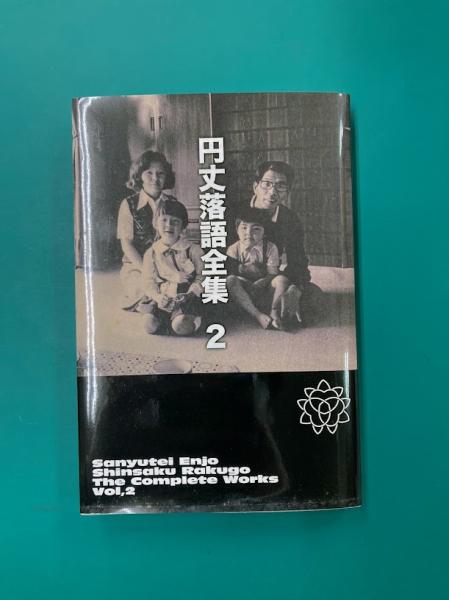 円丈落語全集 2
Sanyutei Enjo
Shinsaku Rakugo
The Complete Works
Vol,2